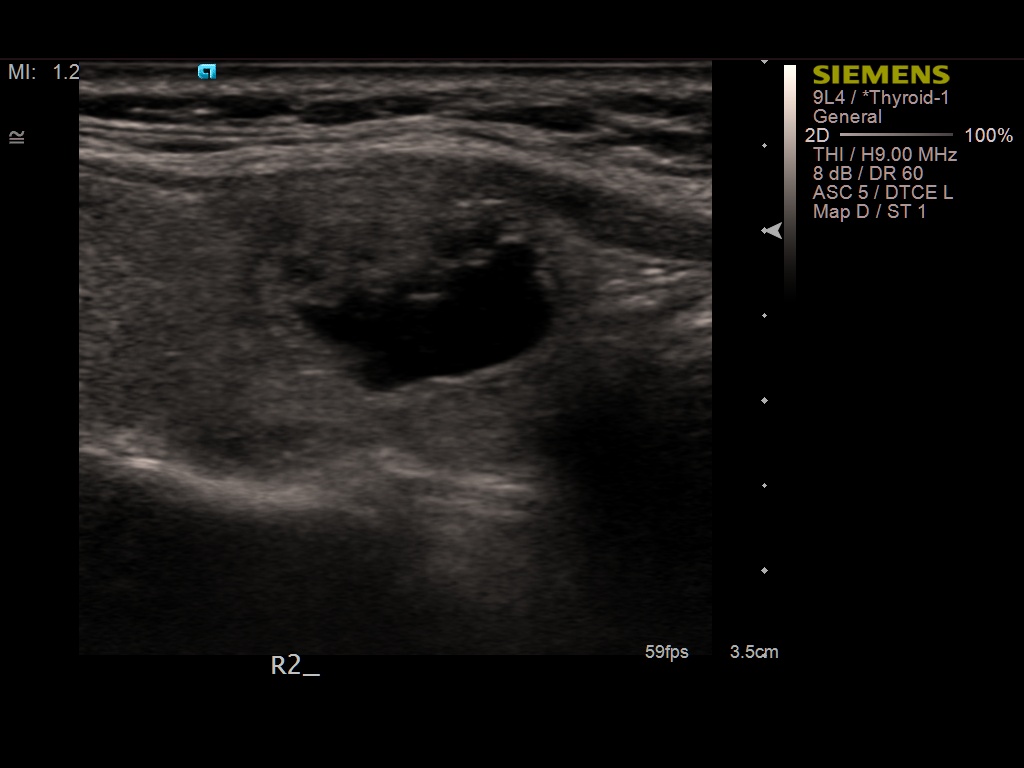 MI: 1.2
SIEMENS
9L4 / *Thyroid-1
General
2D 100%
THI / H9.00 MHz
8 dB / DR 60
ASC 5 / DTCE L
Map D / ST 1
59fps 3.5cm
R2_